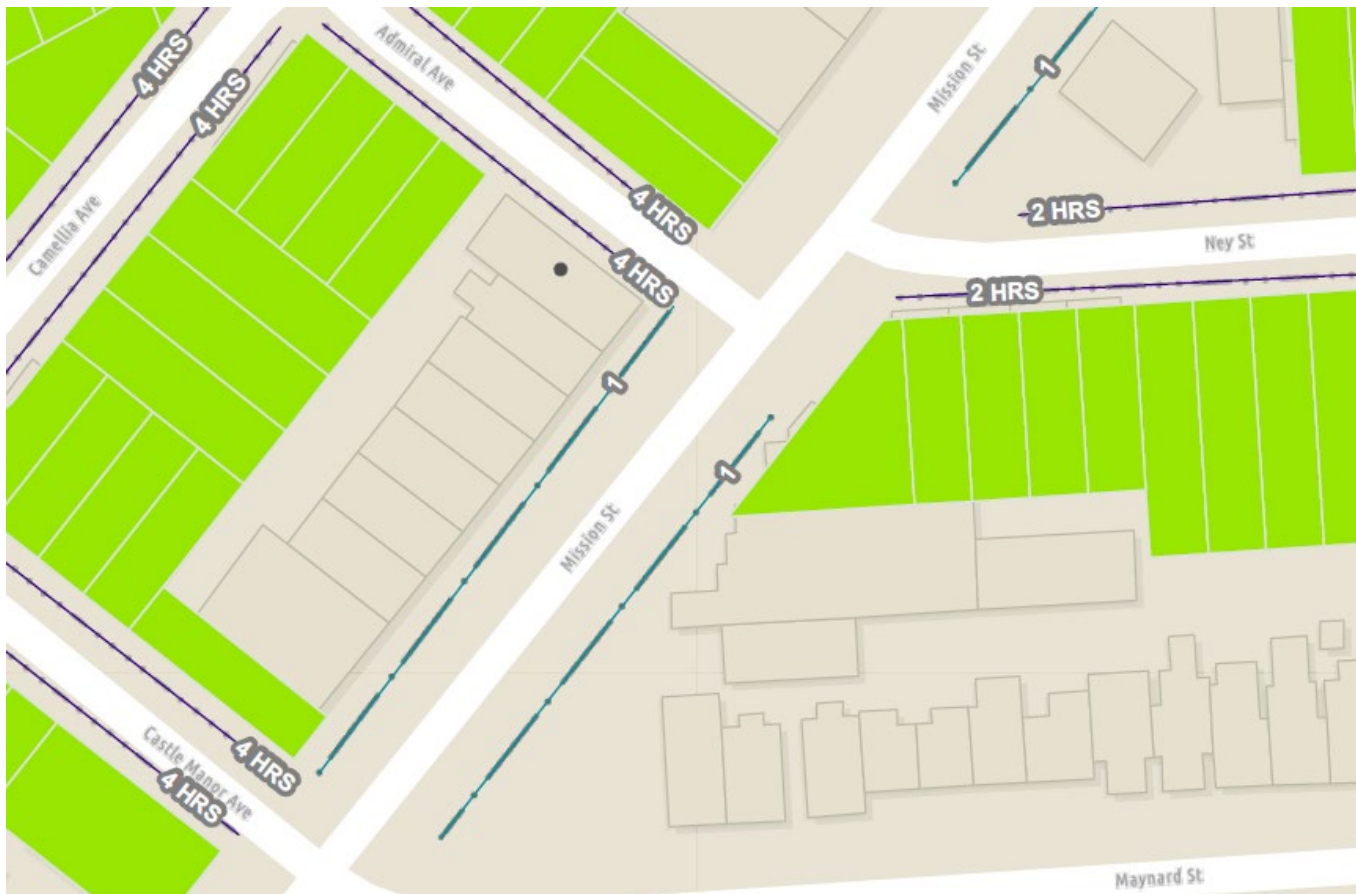 4 HRS
Admiral Ave
4 HRS
Mission St
1
Camellia Ave
4 HRS
2 HRS
Ney St
4 HRS
2 HRS
1
1
Mission St
Castle Manor Ave
4 HRS
4 HRS
Maynard St